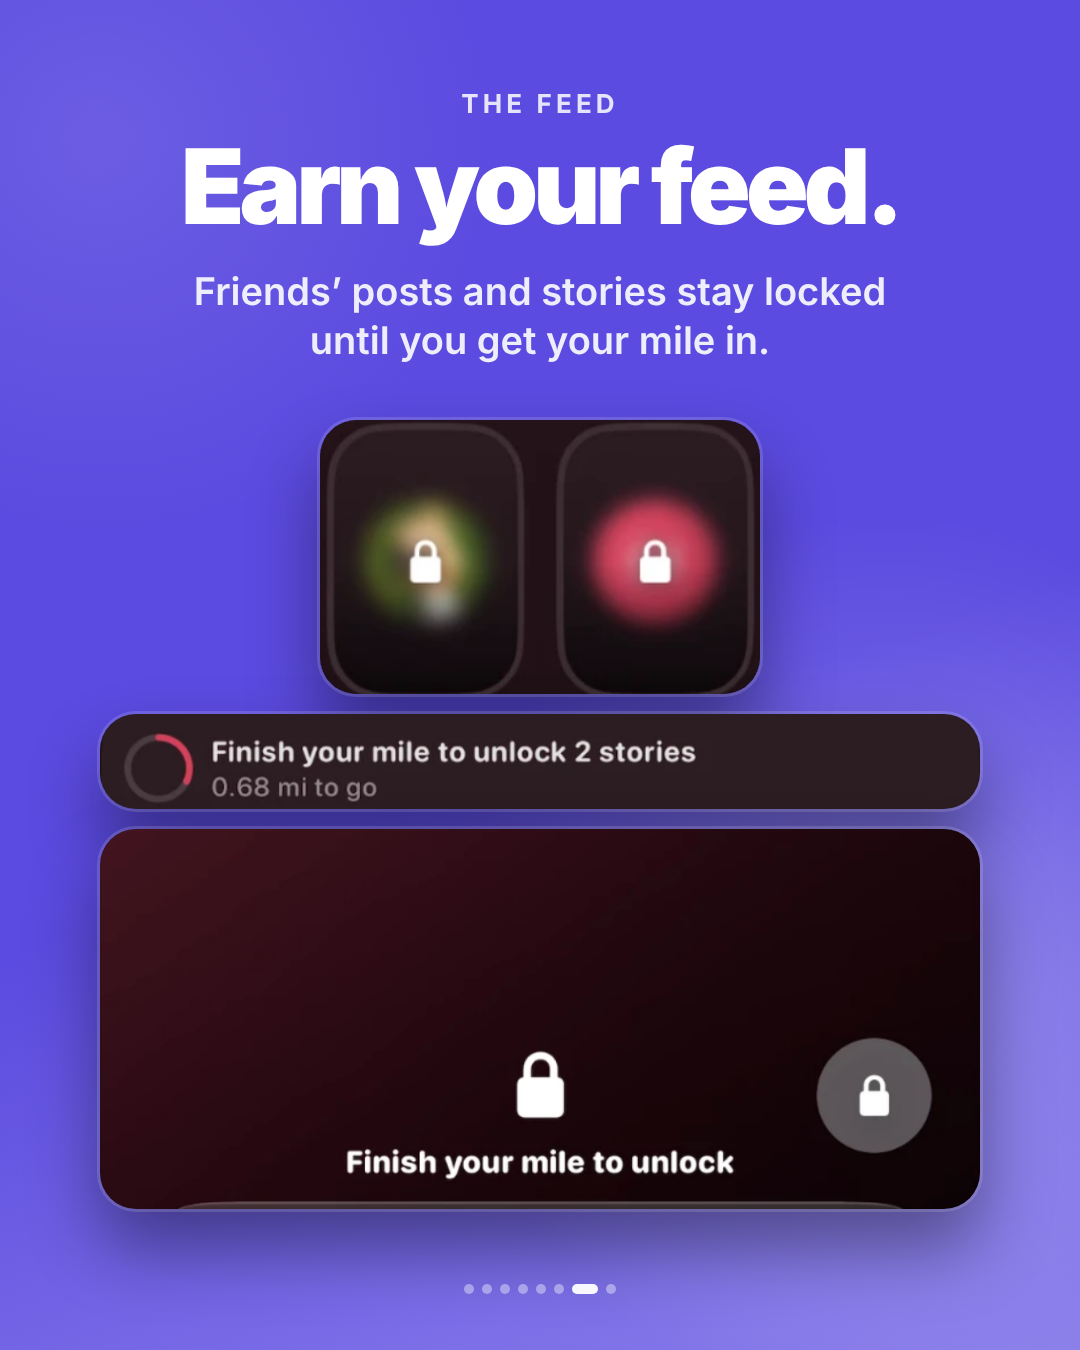 THE FEED
Earn your feed.
Friends’ posts and stories stay locked
until you get your mile in.
Finish your mile to unlock 2 stories
0.68 mi to go
Finish your mile to unlock